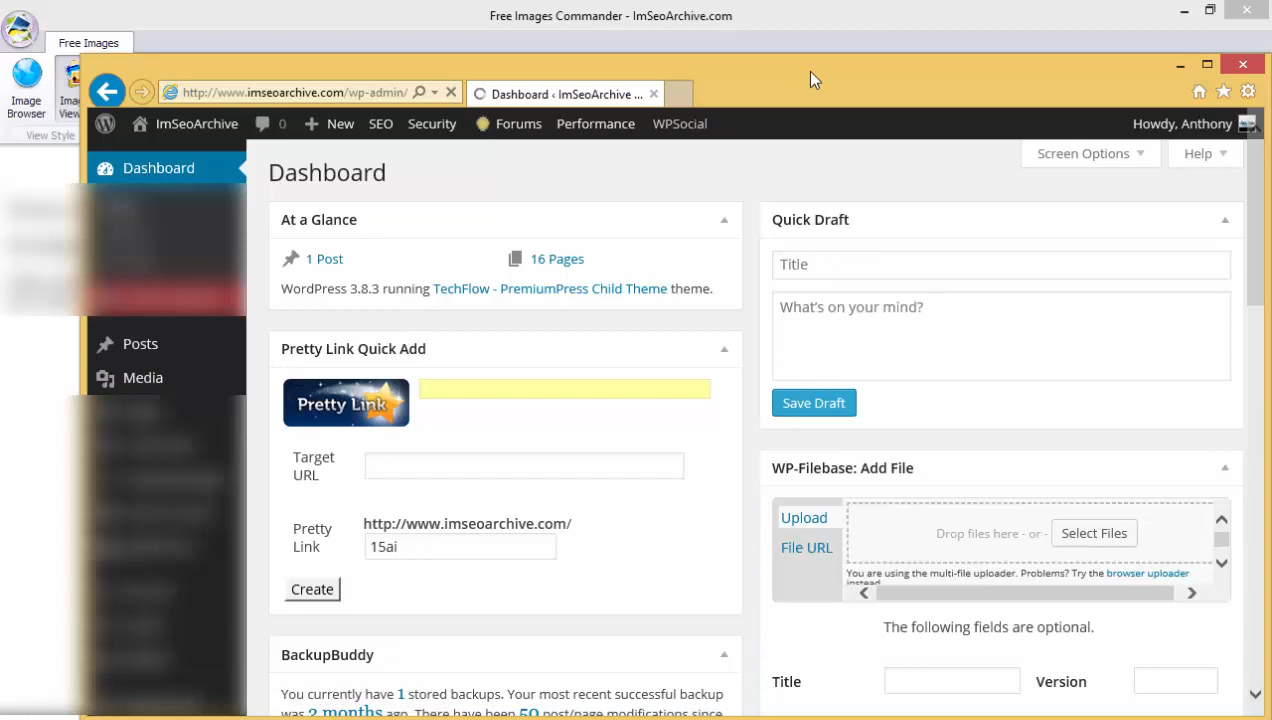 Free Images Commander - ImSeoArchive.com
Free Images
Image
Browser
View Style
http://www.imseoarchive.com/wp-admin/
Dashboard ‹ ImSeoArchive ...
ImSeoArchive
0
New
SEO
Security
Forums
Performance
WPSocial
Howdy, Anthony
Dashboard
Posts
Media
Screen Options
Help
Dashboard
At a Glance
1 Post
16 Pages
WordPress 3.8.3 running TechFlow - PremiumPress Child Theme theme.
Pretty Link Quick Add
Pretty Link
Target
URL
Pretty
Link
http://www.imseoarchive.com/
15ai
Create
BackupBuddy
You currently have 1 stored backups. Your most recent successful backup
was 2 months ago. There have been 50 post/page modifications since
Quick Draft
Title
What's on your mind?
Save Draft
WP-Filebase: Add File
Upload
File URL
Drop files here - or -
Select Files
You are using the multi-file uploader. Problems? Try the browser uploader
instead
The following fields are optional.
Title
Version